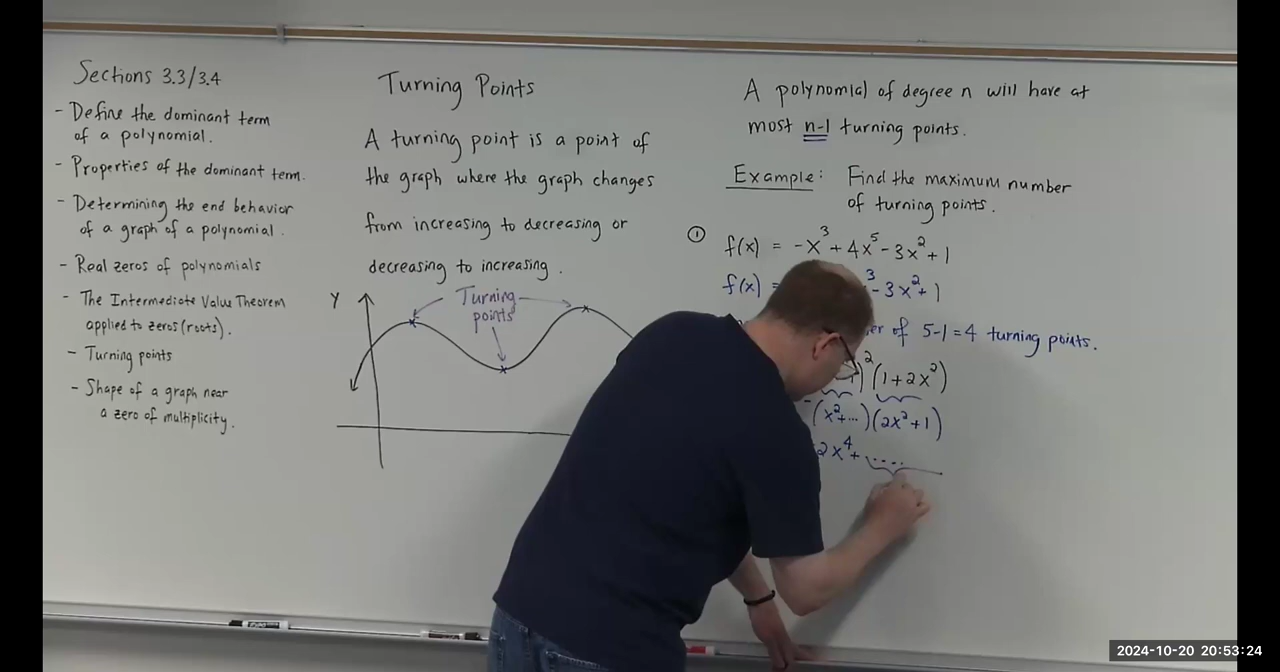 Sections 3.3/3.4
- Define the dominant term
of a polynomial.
- Properties of the dominant term.
- Determining the end behavior
of a graph of a polynomial.
- Real zeros of polynomials
- The Intermediate Value Theorem
applied to zeros (roots).
- Turning points
- Shape of a graph near
a zero of multiplicity.
Turning Points
A turning point is a point of
the graph where the graph changes
from increasing to decreasing or
decreasing to increasing.
Y
Turning
points
A polynomial of degree n will have at
most n-1 turning points.
Example: Find the maximum number
of turning points.
① f(x) = -x³ + 4x⁵ - 3x² + 1
f(x) = ³ - 3x² + 1
of 5-1 = 4 turning points.
)² (1 + 2x²)
-(x² + ...)(2x² + 1)
2x⁴ + ....
2024-10-20 20:53:24